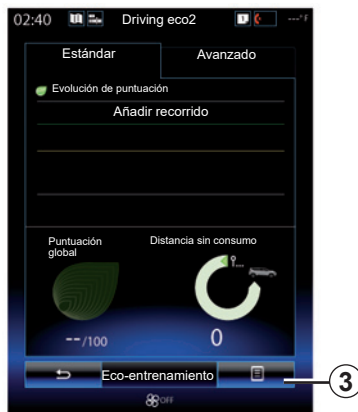 02:40
Driving eco2
1
---°F
Estándar
Avanzado
Evolución de puntuación
Añadir recorrido
Puntuación
global
Distancia sin consumo
--/100
0
Eco-entrenamiento
OFF
3